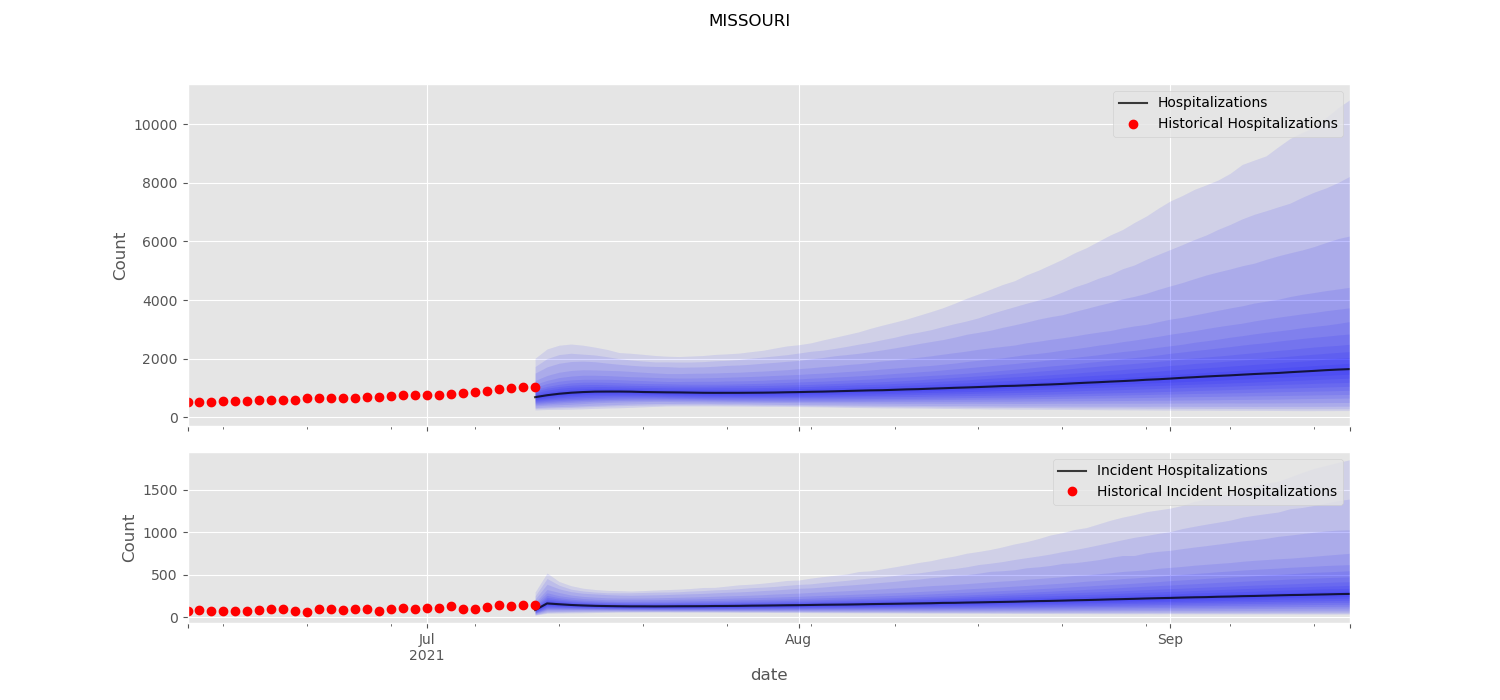 MISSOURI
Hospitalizations
Historical Hospitalizations
Count
10000
8000
6000
4000
2000
0
Incident Hospitalizations
Historical Incident Hospitalizations
Count
1500
1000
500
0
Jul
2021
Aug
Sep
date